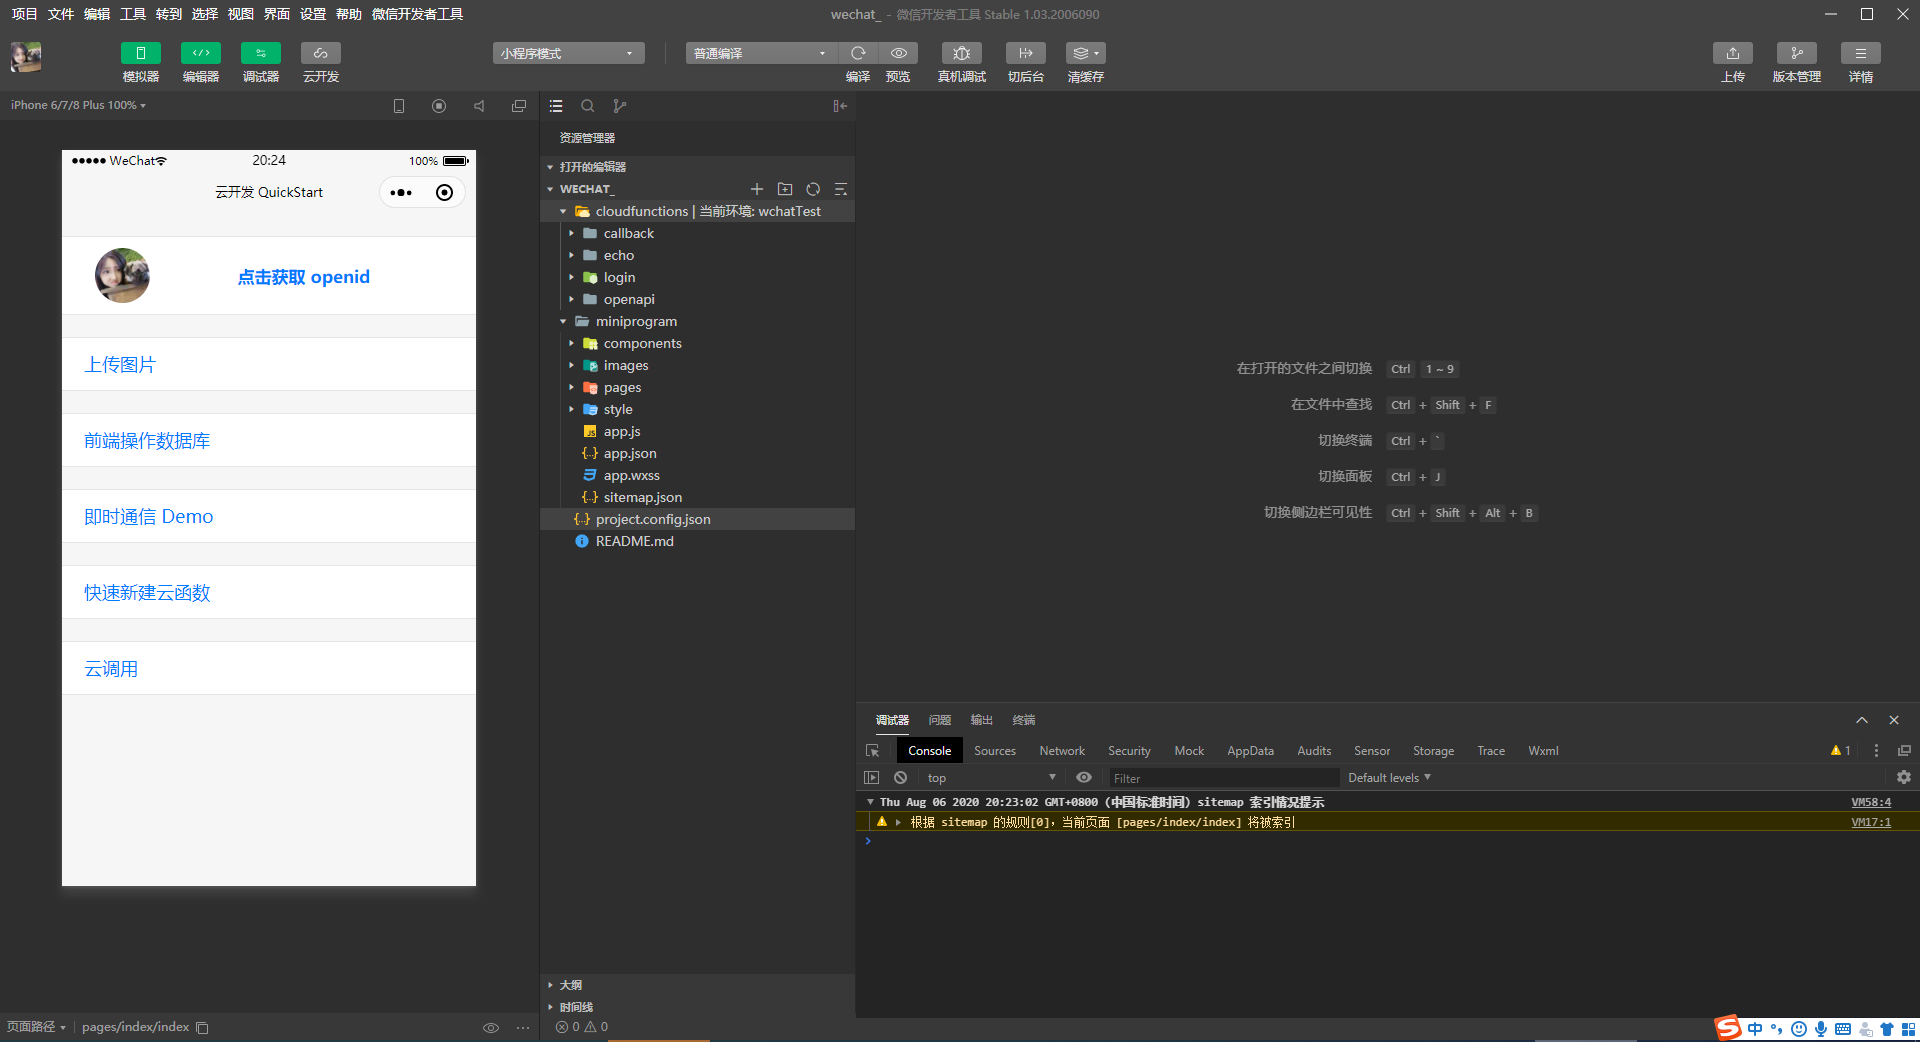 项目 文件 编辑 工具 转到 选择 视图 界面 设置 帮助 微信开发者工具
wechat_ - 微信开发者工具 Stable 1.03.2006090
模拟器 编辑器 调试器 云开发
小程序模式
普通编译
编译 预览 真机调试 切后台 清缓存
上传 版本管理 详情
iPhone 6/7/8 Plus 100%
WeChat
20:24
100%
云开发 QuickStart
点击获取 openid
上传图片
前端操作数据库
即时通信 Demo
快速新建云函数
云调用
页面路径
pages/index/index
资源管理器
打开的编辑器
WECHAT_
cloudfunctions | 当前环境: wchatTest
callback
echo
login
openapi
miniprogram
components
images
pages
style
app.js
app.json
app.wxss
sitemap.json
project.config.json
README.md
大纲
时间线
0 0
在打开的文件之间切换 Ctrl 1 ~ 9
在文件中查找 Ctrl + Shift + F
切换终端 Ctrl + `
切换面板 Ctrl + J
切换侧边栏可见性 Ctrl + Shift + Alt + B
调试器 问题 输出 终端
Console Sources Network Security Mock AppData Audits Sensor Storage Trace Wxml
1
top Filter Default levels
Thu Aug 06 2020 20:23:02 GMT+0800 (中国标准时间) sitemap 索引情况提示 VM58:4
根据 sitemap 的规则[0]，当前页面 [pages/index/index] 将被索引 VM17:1
S 中